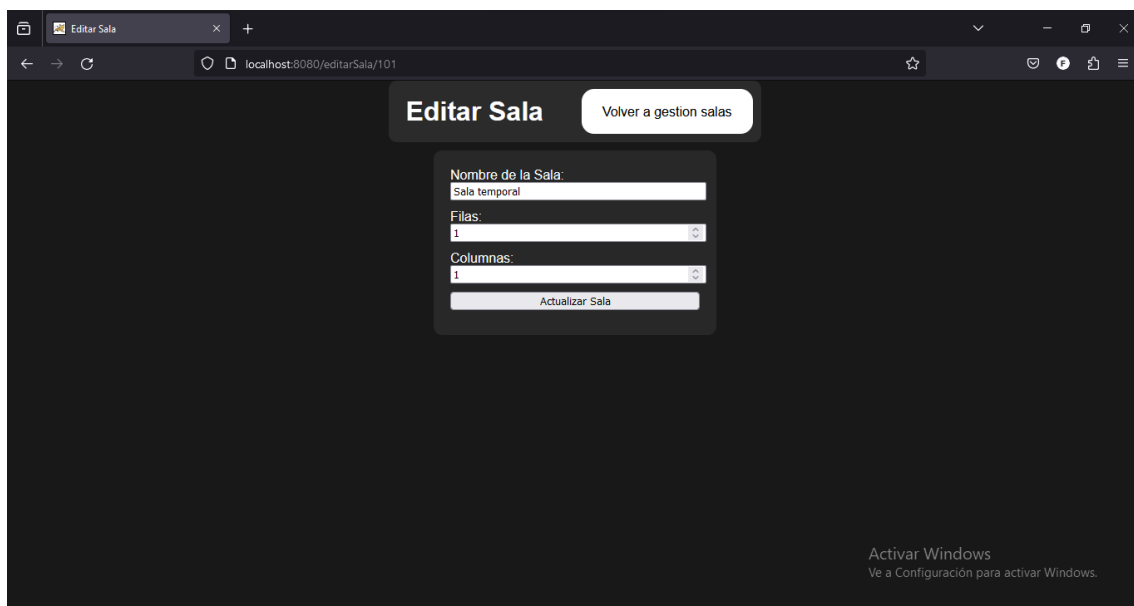 Editar Sala
localhost:8080/editarSala/101
Editar Sala
Volver a gestion salas
Nombre de la Sala:
Sala temporal
Filas:
1
Columnas:
1
Actualizar Sala
Activar Windows
Ve a Configuración para activar Windows.
F